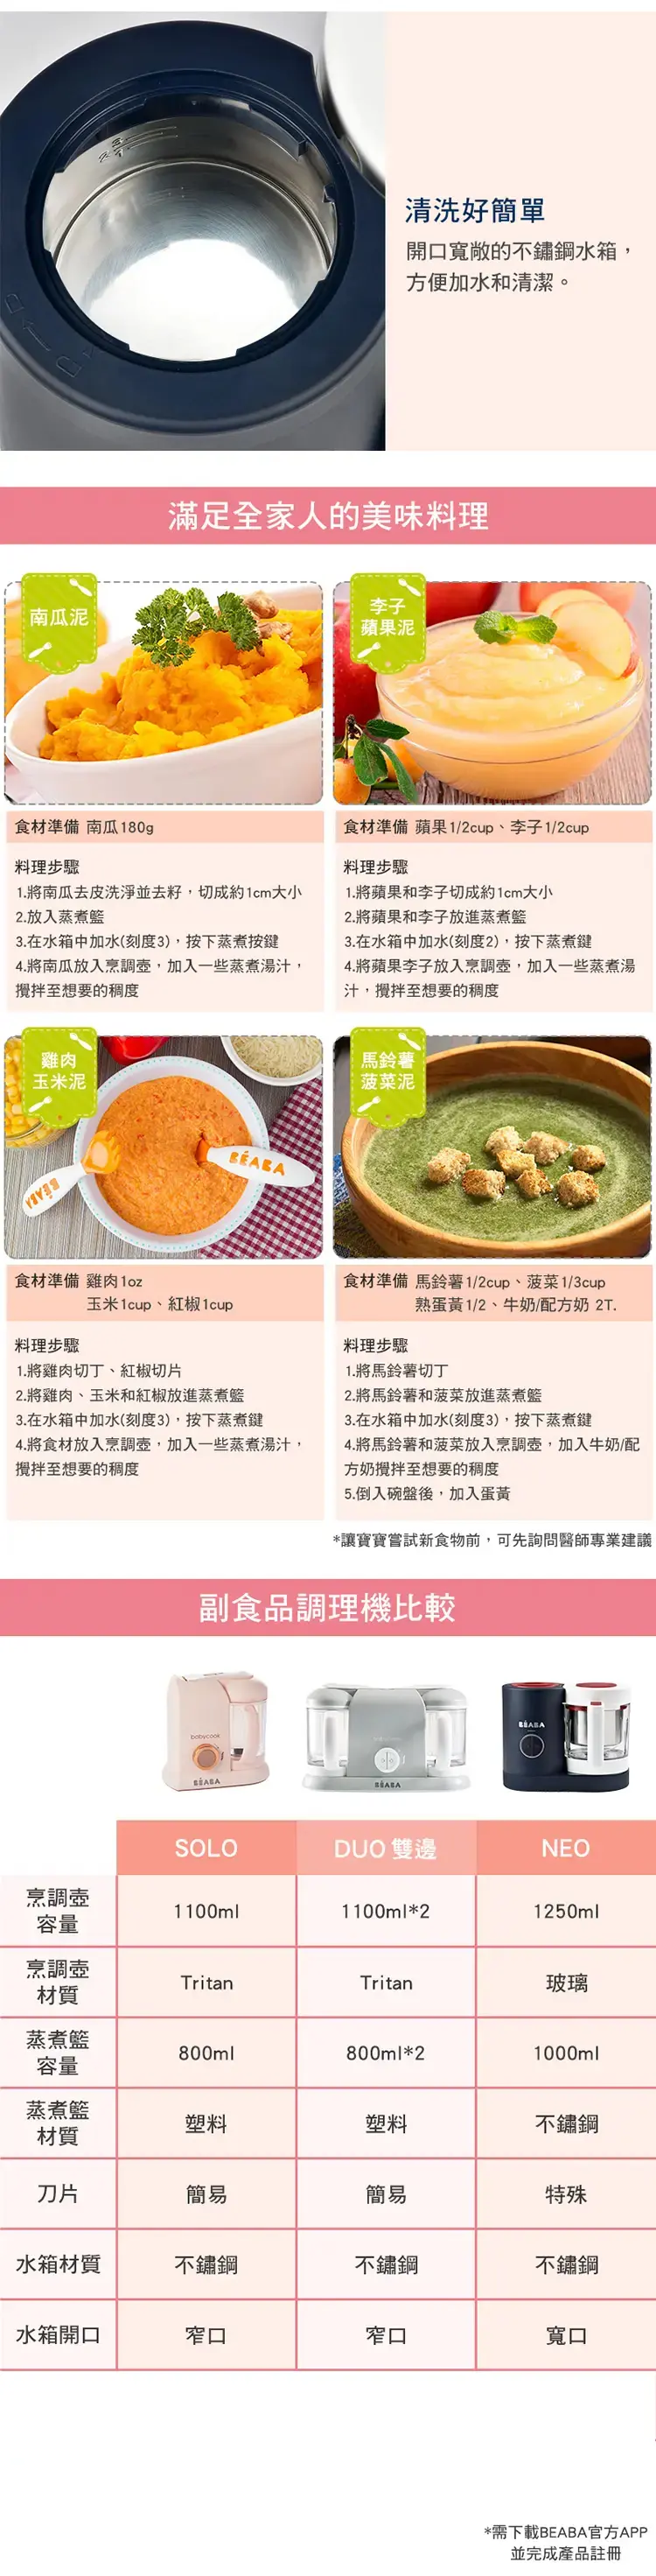 清洗好簡單
開口寬敞的不鏽鋼水箱，
方便加水和清潔。
滿足全家人的美味料理
南瓜泥
食材準備 南瓜180g
料理步驟
1.將南瓜去皮洗淨並去籽，切成約1cm大小
2.放入蒸煮籃
3.在水箱中加水(刻度3)，按下蒸煮按鍵
4.將南瓜放入烹調壺，加入一些蒸煮湯汁，
攪拌至想要的稠度
李子
蘋果泥
食材準備 蘋果1/2cup、李子1/2cup
料理步驟
1.將蘋果和李子切成約1cm大小
2.將蘋果和李子放進蒸煮籃
3.在水箱中加水(刻度2)，按下蒸煮鍵
4.將蘋果李子放入烹調壺，加入一些蒸煮湯
汁，攪拌至想要的稠度
雞肉
玉米泥
BÉABA
BÉABA
食材準備 雞肉1oz
玉米1cup、紅椒1cup
料理步驟
1.將雞肉切丁、紅椒切片
2.將雞肉、玉米和紅椒放進蒸煮籃
3.在水箱中加水(刻度3)，按下蒸煮鍵
4.將食材放入烹調壺，加入一些蒸煮湯汁，
攪拌至想要的稠度
馬鈴薯
菠菜泥
食材準備 馬鈴薯1/2cup、菠菜1/3cup
熟蛋黃1/2、牛奶/配方奶 2T.
料理步驟
1.將馬鈴薯切丁
2.將馬鈴薯和菠菜放進蒸煮籃
3.在水箱中加水(刻度3)，按下蒸煮鍵
4.將馬鈴薯和菠菜放入烹調壺，加入牛奶/配
方奶攪拌至想要的稠度
5.倒入碗盤後，加入蛋黃
*讓寶寶嘗試新食物前，可先詢問醫師專業建議
副食品調理機比較
babycook
BÉABA
BÉABA
BÉABA
SOLO DUO 雙邊 NEO
烹調壺
容量 1100ml 1100ml*2 1250ml
烹調壺
材質 Tritan Tritan 玻璃
蒸煮籃
容量 800ml 800ml*2 1000ml
蒸煮籃
材質 塑料 塑料 不鏽鋼
刀片 簡易 簡易 特殊
水箱材質 不鏽鋼 不鏽鋼 不鏽鋼
水箱開口 窄口 窄口 寬口
*需下載BEABA官方APP
並完成產品註冊